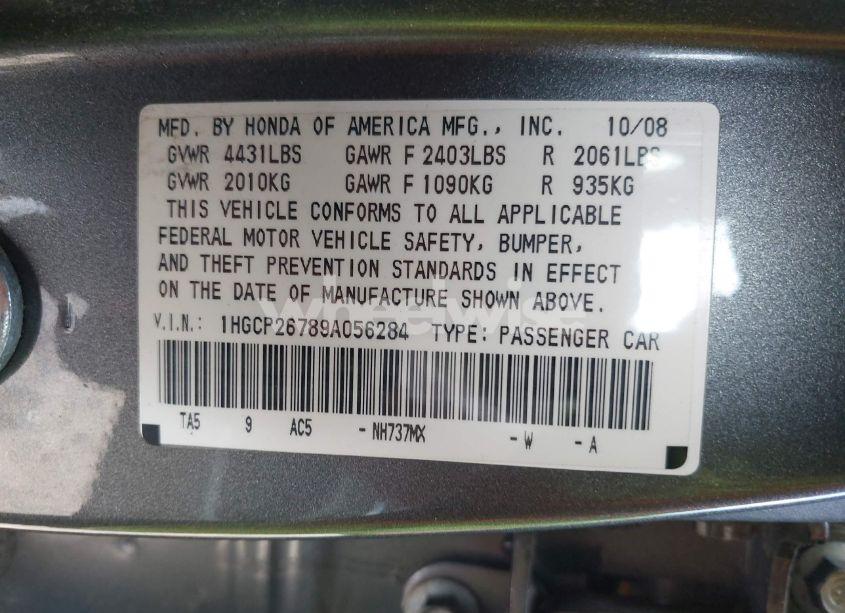 MFD. BY HONDA OF AMERICA MFG., INC. 10/08
GVWR 4431LBS GAWR F 2403LBS R 2061LBS
GVWR 2010KG GAWR F 1090KG R 935KG
THIS VEHICLE CONFORMS TO ALL APPLICABLE
FEDERAL MOTOR VEHICLE SAFETY, BUMPER,
AND THEFT PREVENTION STANDARDS IN EFFECT
ON THE DATE OF MANUFACTURE SHOWN ABOVE.
wheelwise
V.I.N.: 1HGCP26789A056284 TYPE: PASSENGER CAR
TA5 9 AC5 -NH737MX -W -A